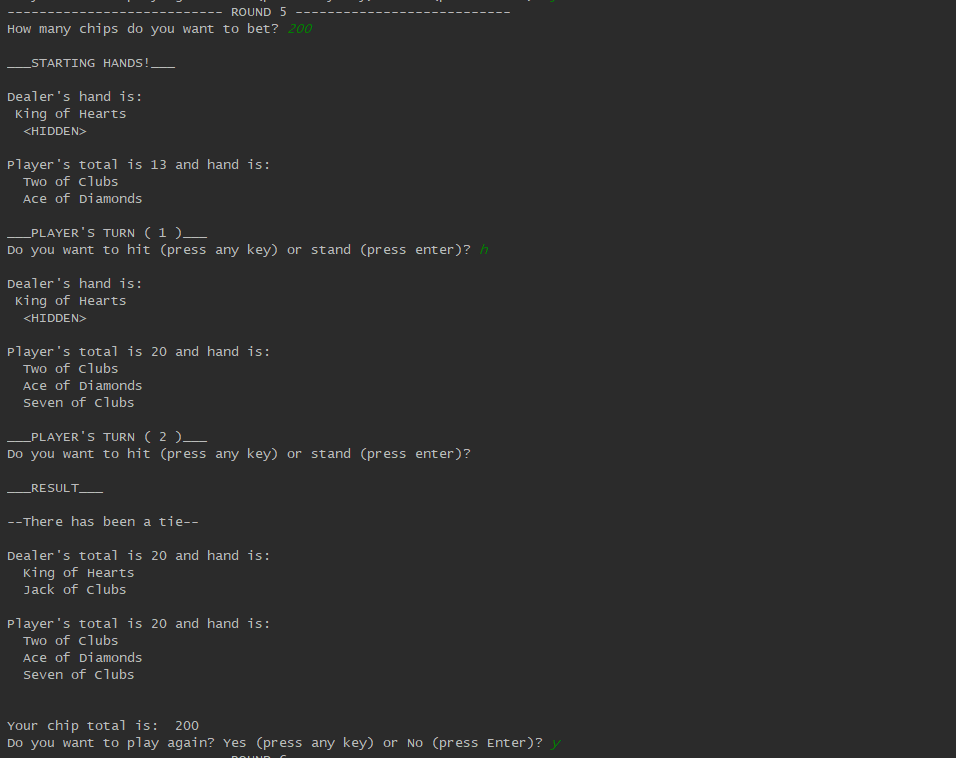 --------------------------- ROUND 5 ---------------------------
How many chips do you want to bet? 200
___STARTING HANDS!___
Dealer's hand is:
King of Hearts
<HIDDEN>
Player's total is 13 and hand is:
Two of Clubs
Ace of Diamonds
___PLAYER'S TURN ( 1 )___
Do you want to hit (press any key) or stand (press enter)? h
Dealer's hand is:
King of Hearts
<HIDDEN>
Player's total is 20 and hand is:
Two of Clubs
Ace of Diamonds
Seven of Clubs
___PLAYER'S TURN ( 2 )___
Do you want to hit (press any key) or stand (press enter)?
___RESULT___
--There has been a tie--
Dealer's total is 20 and hand is:
King of Hearts
Jack of Clubs
Player's total is 20 and hand is:
Two of Clubs
Ace of Diamonds
Seven of Clubs
Your chip total is:  200
Do you want to play again? Yes (press any key) or No (press Enter)? y